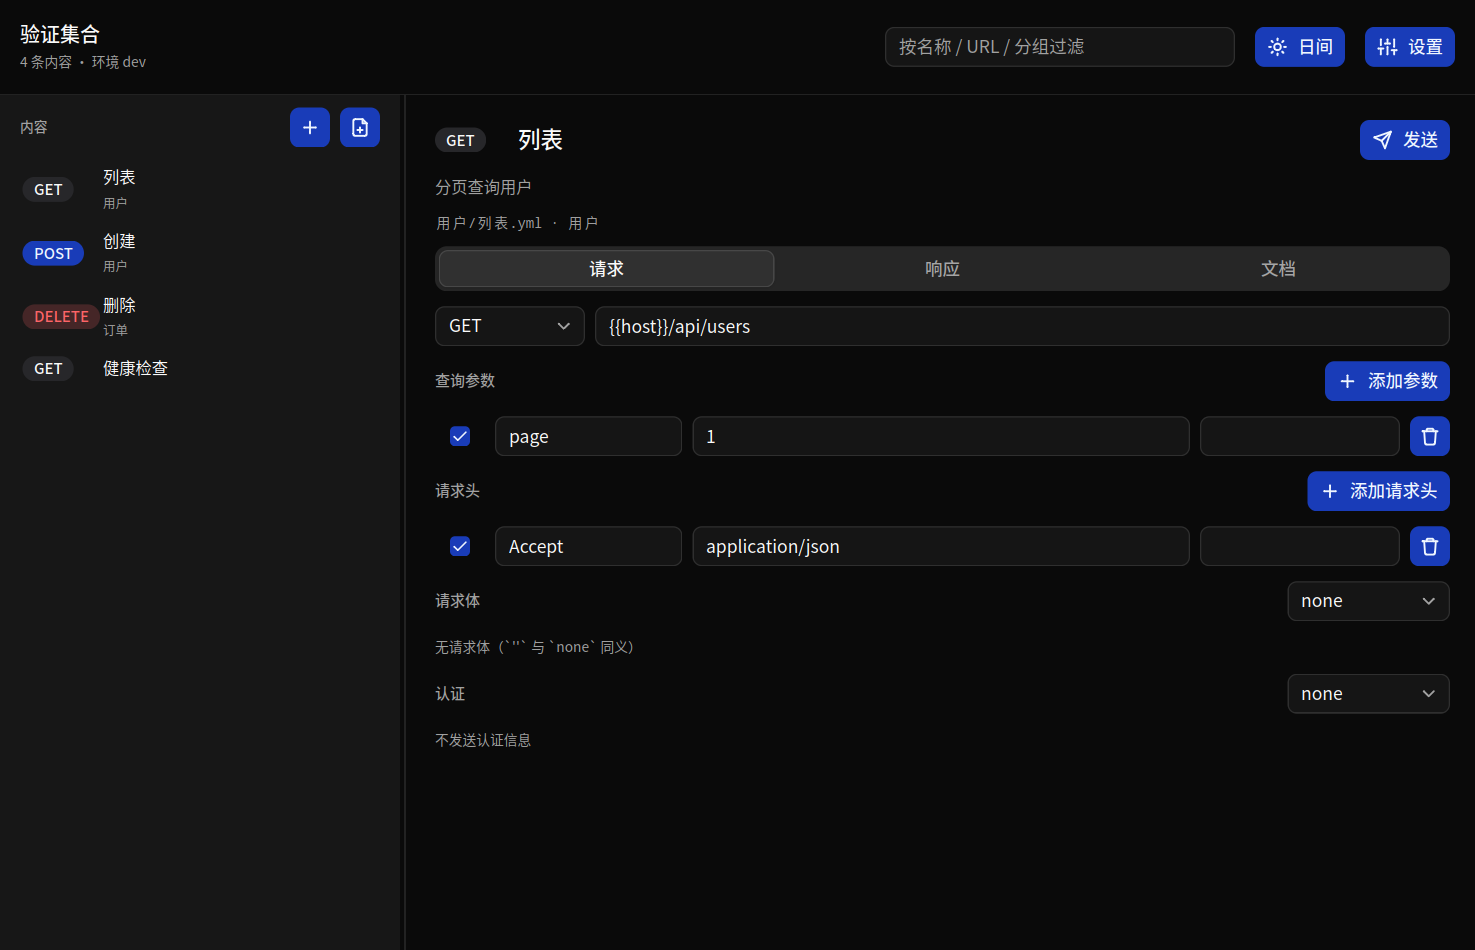 验证集合
4 条内容 • 环境 dev
按名称 / URL / 分组过滤
日间
设置
内容
GET
列表
用户
POST
创建
用户
DELETE
删除
订单
GET
健康检查
GET
列表
发送
分页查询用户
用户/列表.yml · 用户
请求
响应
文档
GET
{{host}}/api/users
查询参数
添加参数
page
1
请求头
添加请求头
Accept
application/json
请求体
none
无请求体（`''` 与 `none` 同义）
认证
none
不发送认证信息